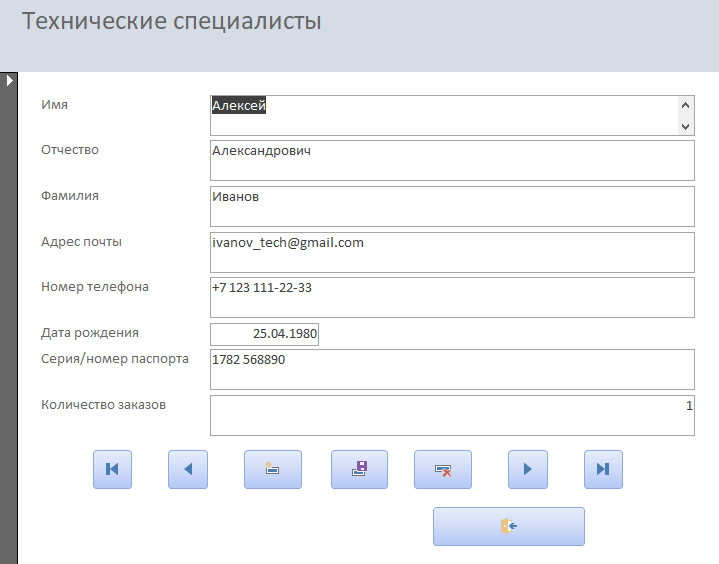 Технические специалисты
Имя Алексей
Отчество Александрович
Фамилия Иванов
Адрес почты ivanov_tech@gmail.com
Номер телефона +7 123 111-22-33
Дата рождения 25.04.1980
Серия/номер паспорта 1782 568890
Количество заказов 1